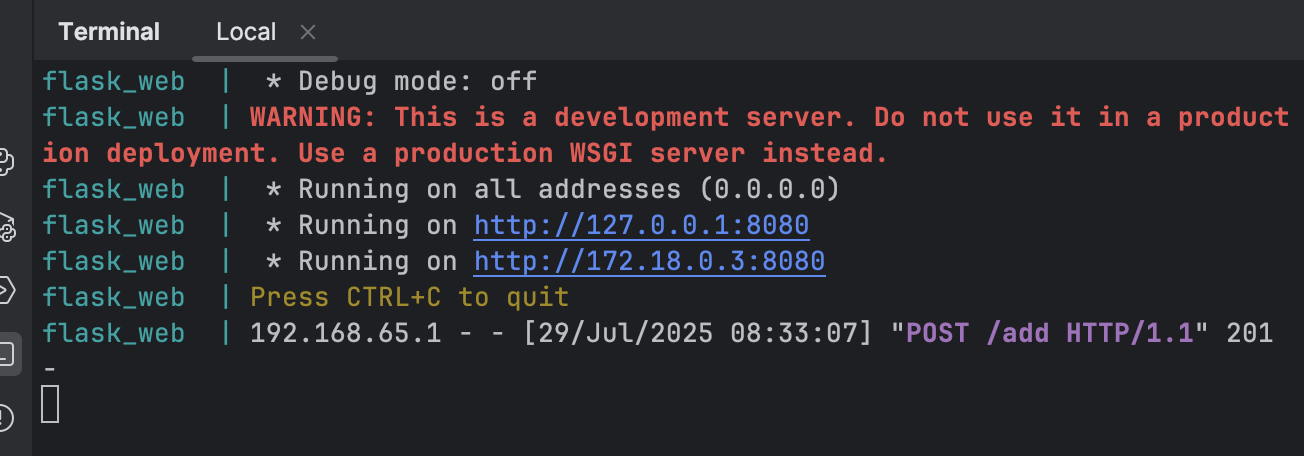 Terminal Local
flask_web  |  * Debug mode: off
flask_web  | WARNING: This is a development server. Do not use it in a product
ion deployment. Use a production WSGI server instead.
flask_web  |  * Running on all addresses (0.0.0.0)
flask_web  |  * Running on http://127.0.0.1:8080
flask_web  |  * Running on http://172.18.0.3:8080
flask_web  | Press CTRL+C to quit
flask_web  | 192.168.65.1 - - [29/Jul/2025 08:33:07] "POST /add HTTP/1.1" 201
-